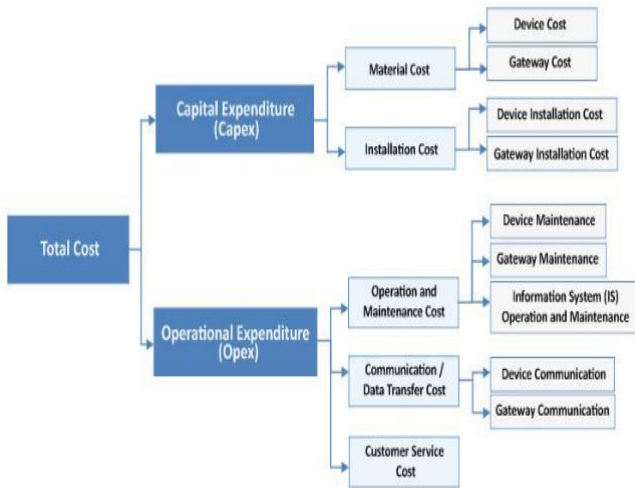 Total Cost
Capital Expenditure
(Capex)
Material Cost
Device Cost
Gateway Cost
Installation Cost
Device Installation Cost
Gateway Installation Cost
Operational Expenditure
(Opex)
Operation and
Maintenance Cost
Device Maintenance
Gateway Maintenance
Information System (IS)
Operation and Maintenance
Communication /
Data Transfer Cost
Device Communication
Gateway Communication
Customer Service
Cost